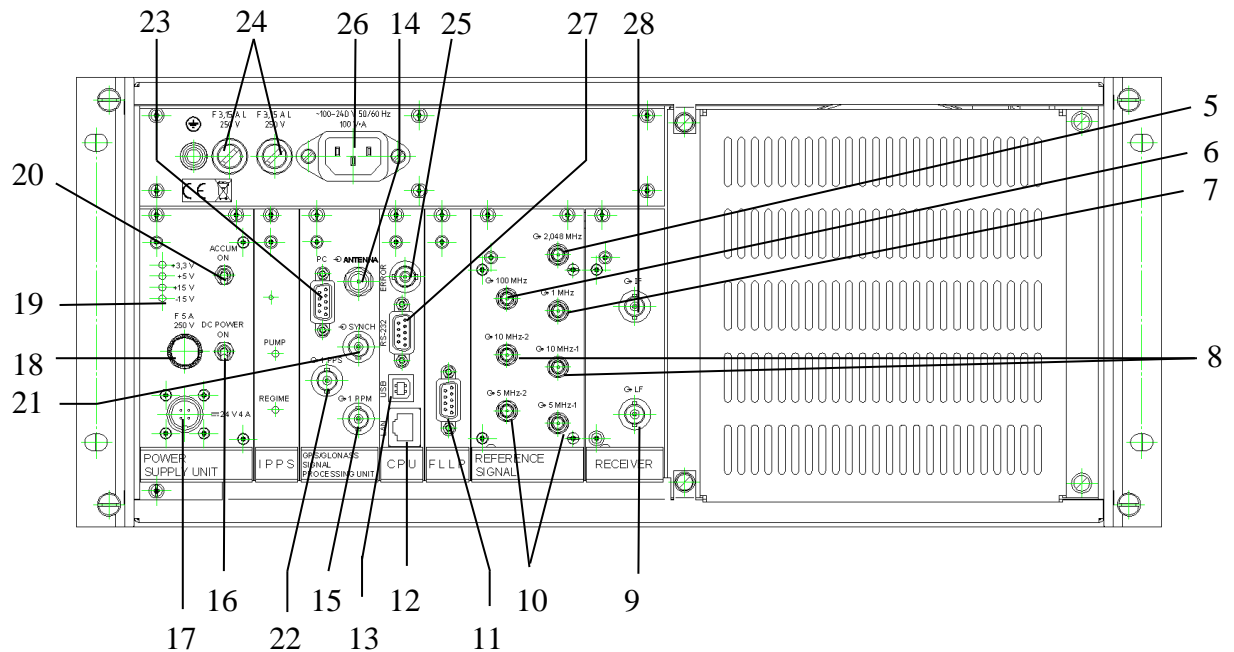 23 24 26 14 25 27 28
F 3,15 A L
250 V
F 3,15 A L
250 V
~100-240 V 50/60 Hz
100 V·A
CE
5
6
7
20
19
18
21
8
ACCUM
ON
+3,3 V
+5 V
+15 V
-15 V
F 5 A
250 V
DC POWER
ON
24 V 4 A
PUMP
REGIME
PC
ANTENNA
SYNCH
1 PPS
1 PPM
ERROR
RS-232
USB
LAN
2,048 MHz
100 MHz
1 MHz
10 MHz-2
10 MHz-1
5 MHz-2
5 MHz-1
IF
LF
POWER
SUPPLY UNIT
IPPS
GPS/GLONASS
SIGNAL
PROCESSING UNIT
CPU
FLLP
REFERENCE
SIGNAL
RECEIVER
16 15 12 10 9
17 22 13 11